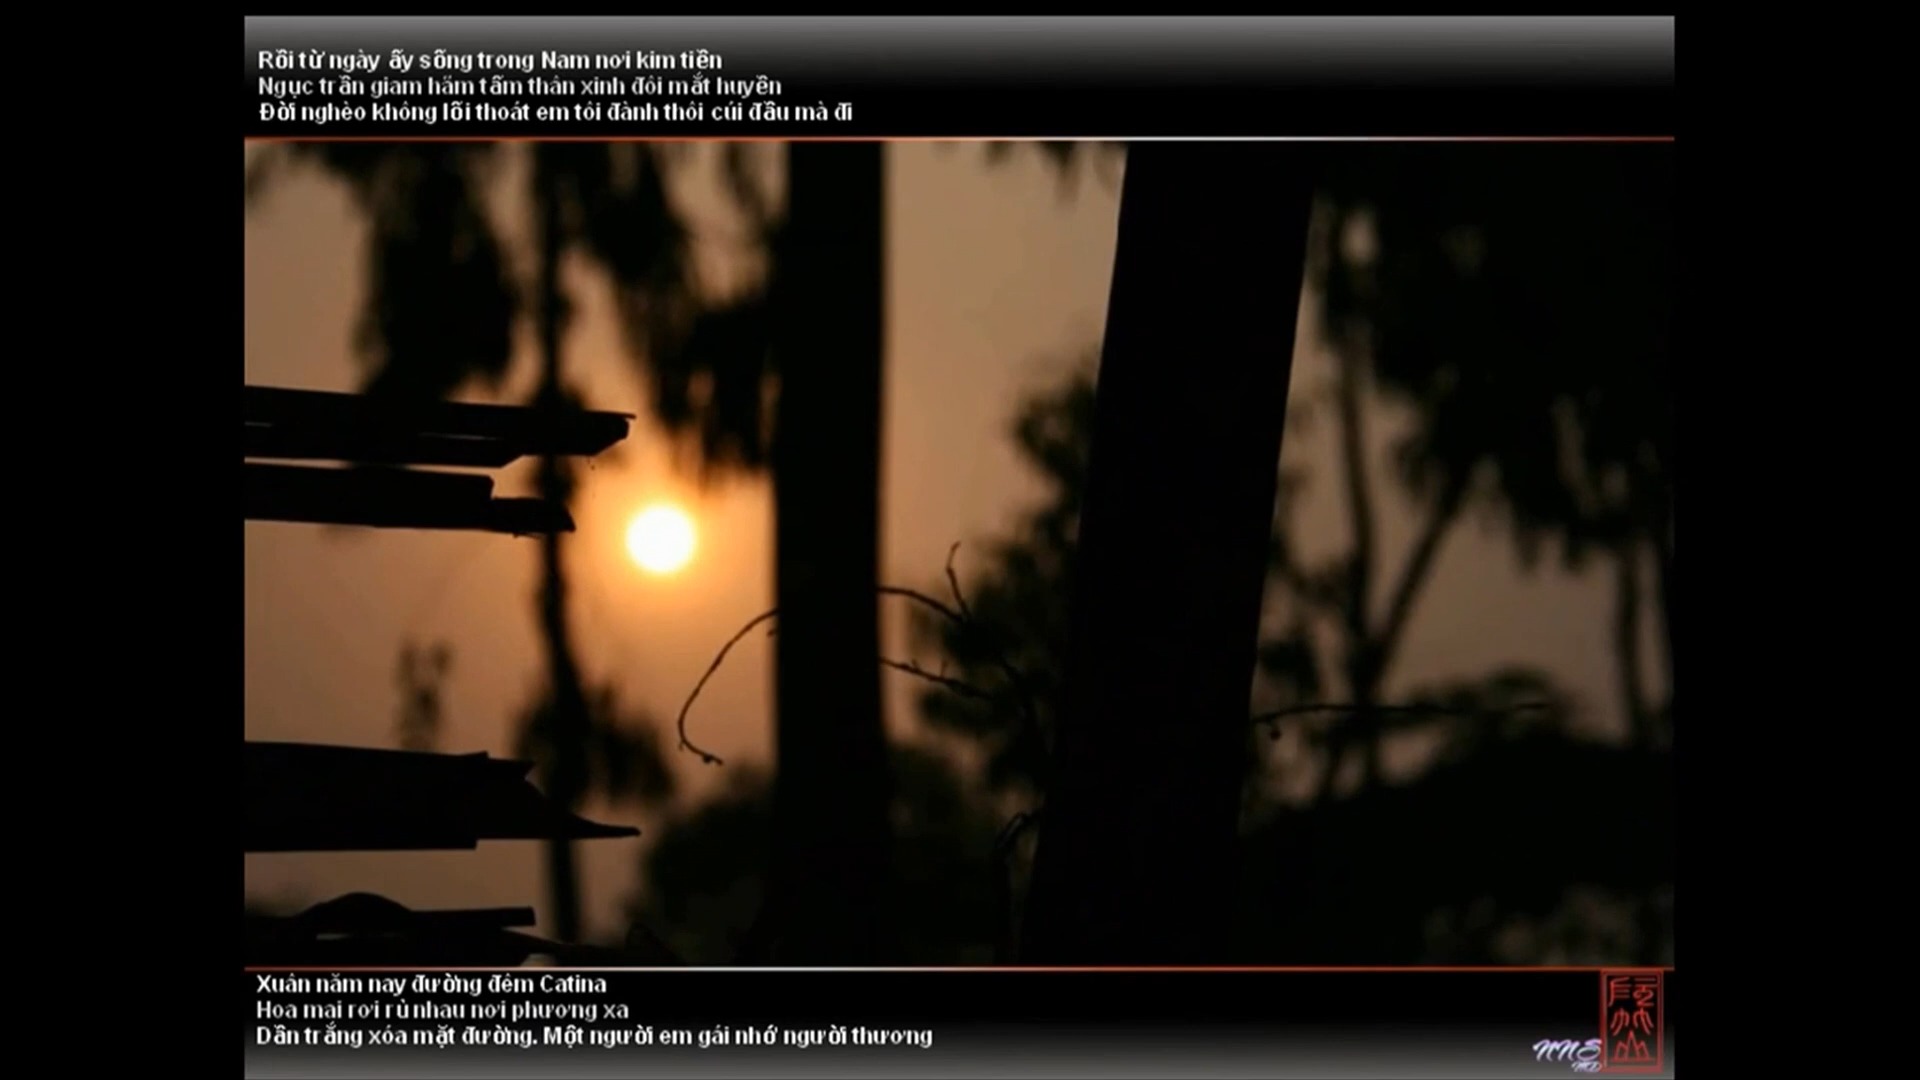 Rồi từ ngày ấy sống trong Nam nơi kim tiền
Ngục trần giam hãm tấm thân xinh đôi mắt huyền
Đời nghèo không lối thoát em tôi đành thôi cúi đầu mà đi
Xuân năm nay đường đêm Catina
Hoa mai rơi rủ nhau nơi phương xa
Dần trắng xóa mặt đường. Một người em gái nhớ người thương
NNS
MD